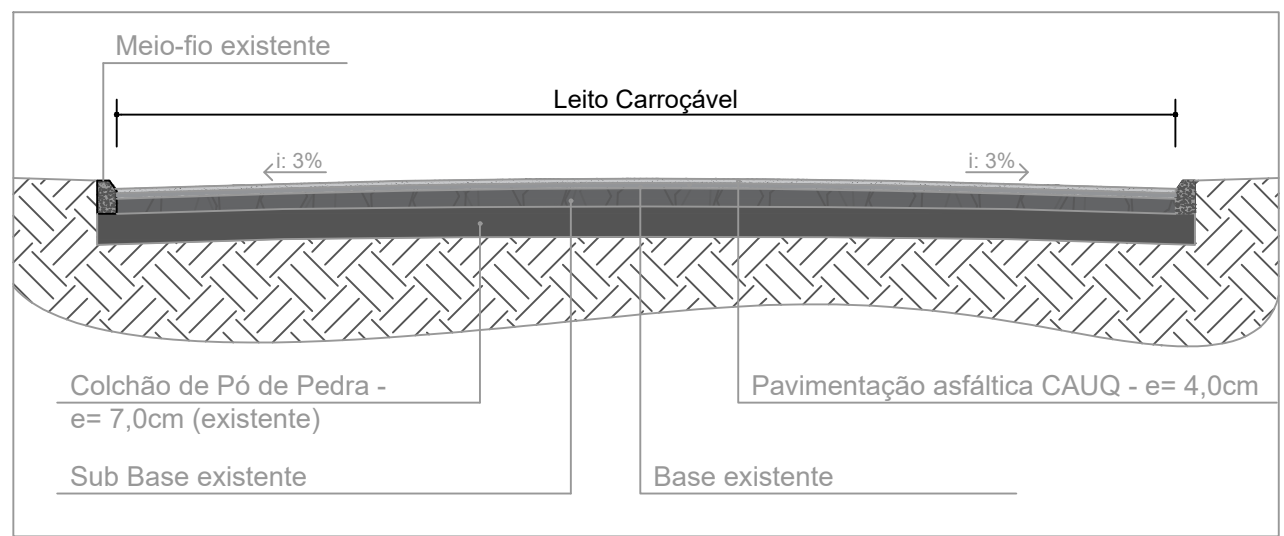 Meio-fio existente
Leito Carroçável
i: 3%
i: 3%
Colchão de Pó de Pedra -
e= 7,0cm (existente)
Pavimentação asfáltica CAUQ - e= 4,0cm
Sub Base existente
Base existente